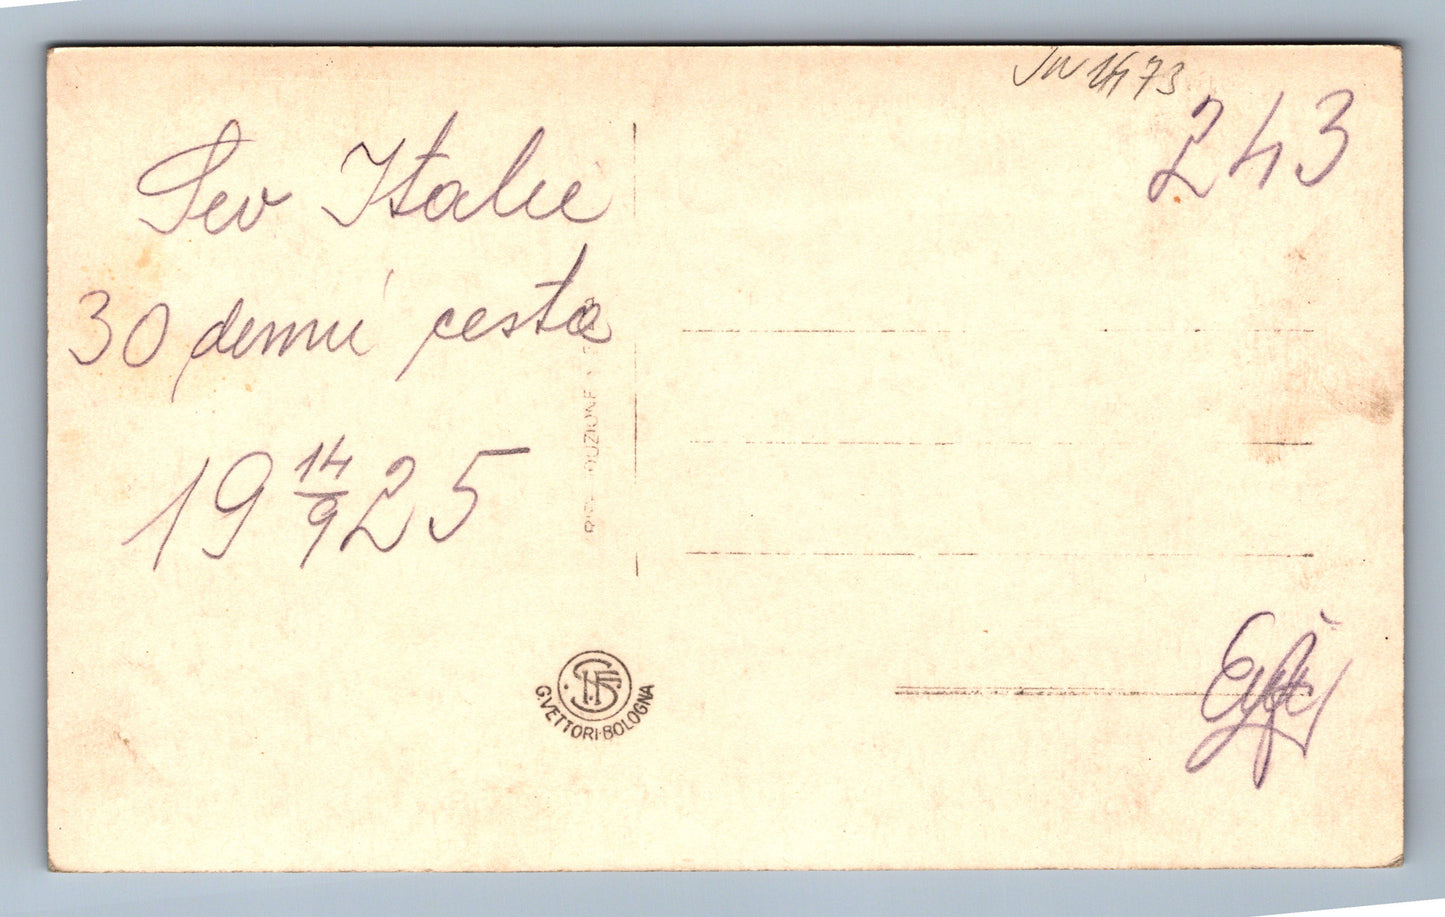 Sev Italie
30 denní cesta
19 14/9 25
243
G.VETTORI·BOLOGNA